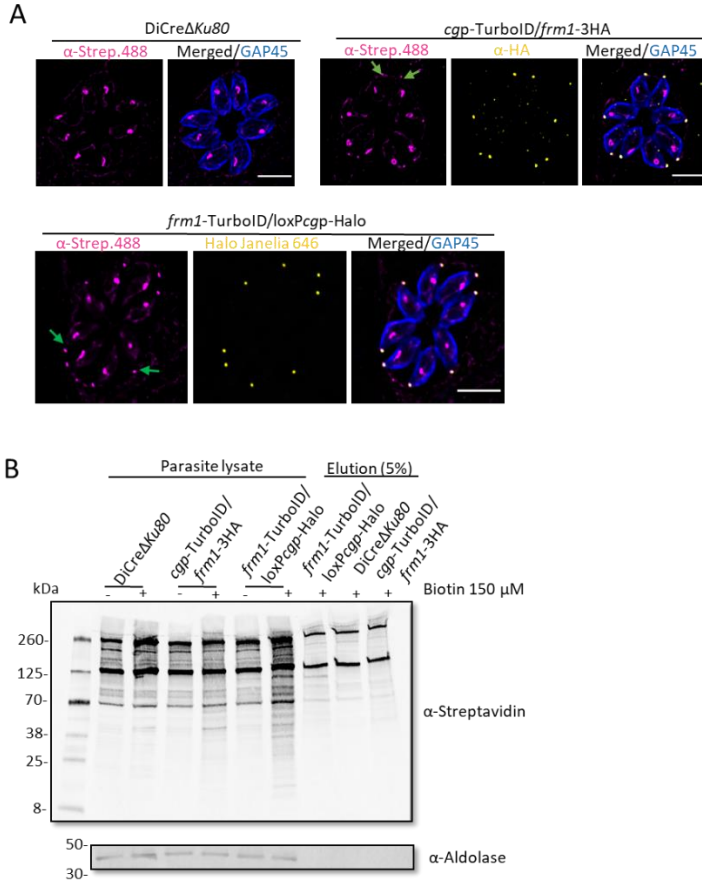 A
DiCreΔKu80
cgp-TurboID/frm1-3HA
α-Strep.488 Merged/GAP45
α-Strep.488 α-HA Merged/GAP45
frm1-TurboID/loxPcgp-Halo
α-Strep.488 Halo Janelia 646 Merged/GAP45
B
Parasite lysate Elution (5%)
DiCreΔKu80
cgp-TurboID/
frm1-3HA
frm1-TurboID/
loxPcgp-Halo
frm1-TurboID/
loxPcgp-Halo
DiCreΔKu80
cgp-TurboID/
frm1-3HA
kDa - + - + - + + + + Biotin 150 μM
260-
125-
70-
38-
25-
8-
α-Streptavidin
50-
30-
α-Aldolase